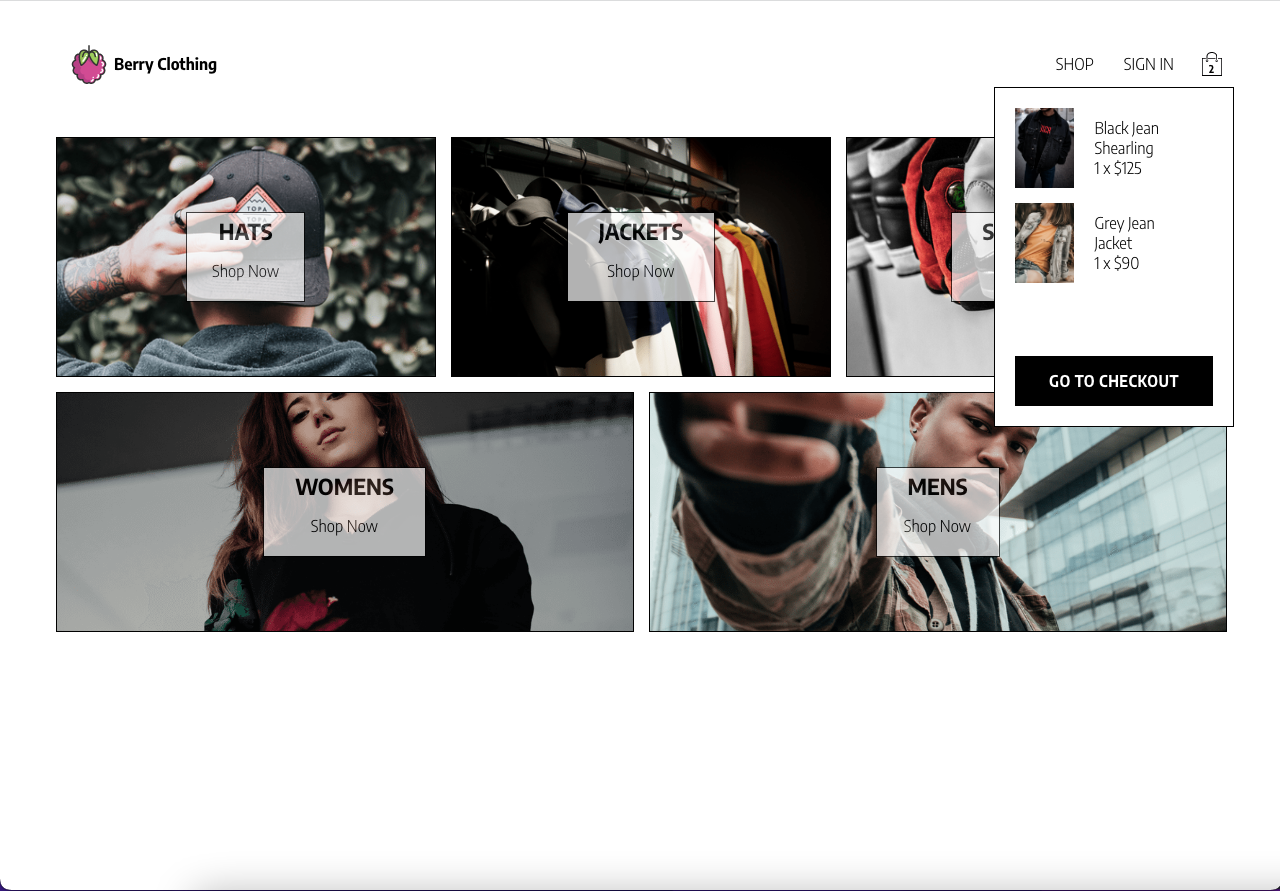 Berry Clothing
SHOP
SIGN IN
2
Black Jean
Shearling
1 x $125
Grey Jean
Jacket
1 x $90
GO TO CHECKOUT
TOPA
TOPA
HATS
Shop Now
JACKETS
Shop Now
S
WOMENS
Shop Now
MENS
Shop Now